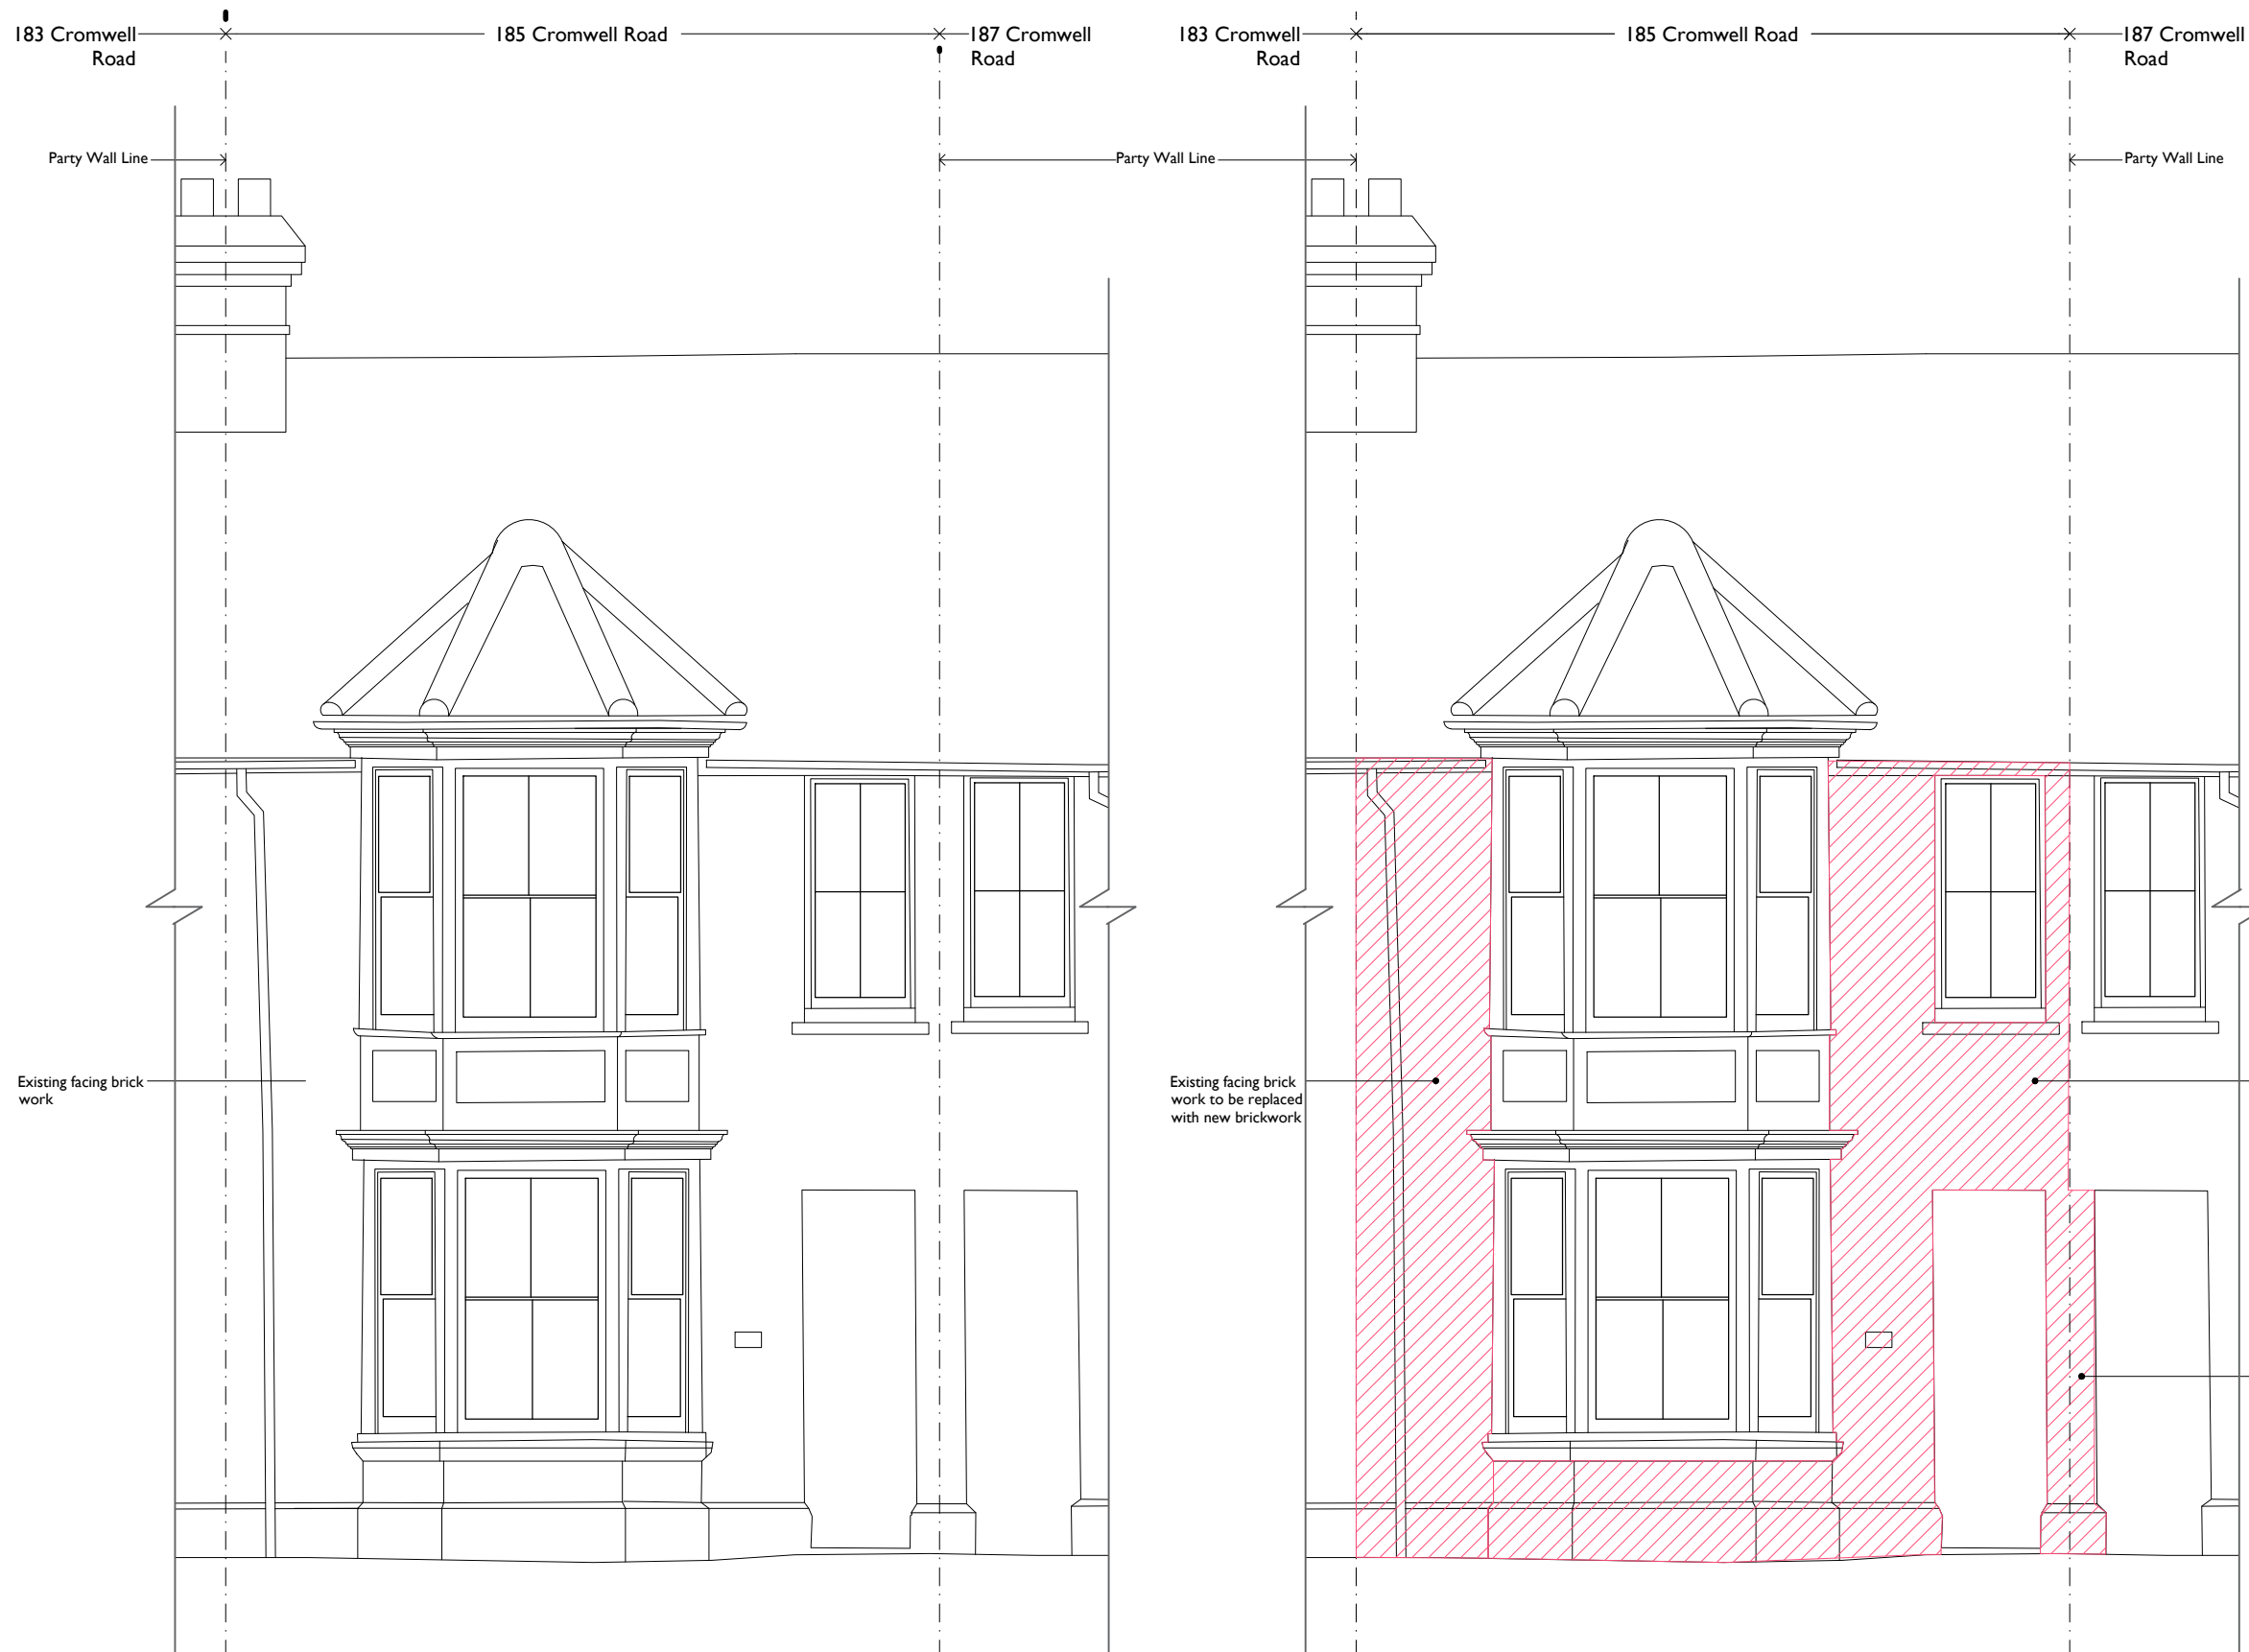 183 Cromwell
Road
185 Cromwell Road
187 Cromwell
Road
183 Cromwell
Road
185 Cromwell Road
187 Cromwell
Road
Party Wall Line
Party Wall Line
Party Wall Line
Existing facing brick
work
Existing facing brick
work to be replaced
with new brickwork